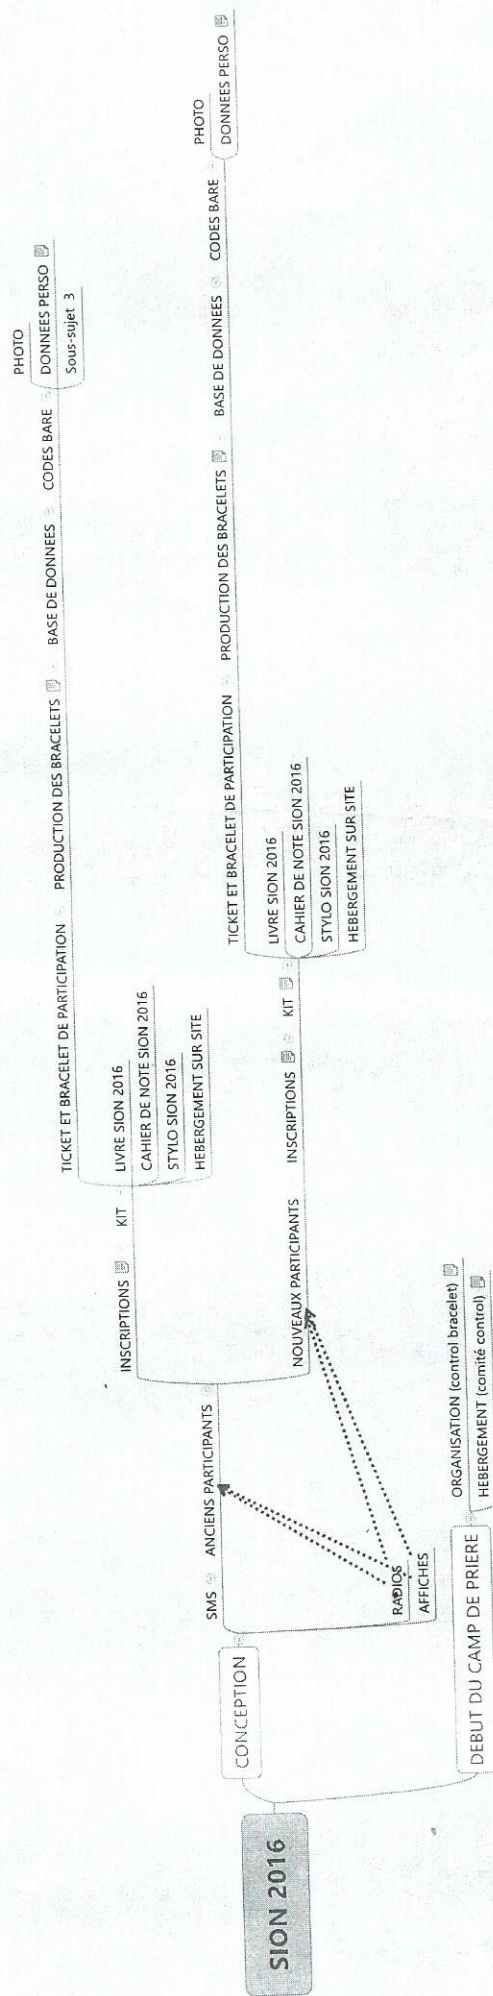 SION 2016
CONCEPTION
SMS
ANCIENS PARTICIPANTS
INSCRIPTIONS
KIT
TICKET ET BRACELET DE PARTICIPATION
PRODUCTION DES BRACELETS
BASE DE DONNEES
CODES BARE
PHOTO
DONNEES PERSO
Sous-sujet 3
LIVRE SION 2016
CAHIER DE NOTE SION 2016
STYLO SION 2016
HEBERGEMENT SUR SITE
NOUVEAUX PARTICIPANTS
INSCRIPTIONS
KIT
TICKET ET BRACELET DE PARTICIPATION
PRODUCTION DES BRACELETS
BASE DE DONNEES
CODES BARE
PHOTO
DONNEES PERSO
LIVRE SION 2016
CAHIER DE NOTE SION 2016
STYLO SION 2016
HEBERGEMENT SUR SITE
RADIOS
AFFICHES
DEBUT DU CAMP DE PRIERE
ORGANISATION (control bracelet)
HEBERGEMENT (comité control)